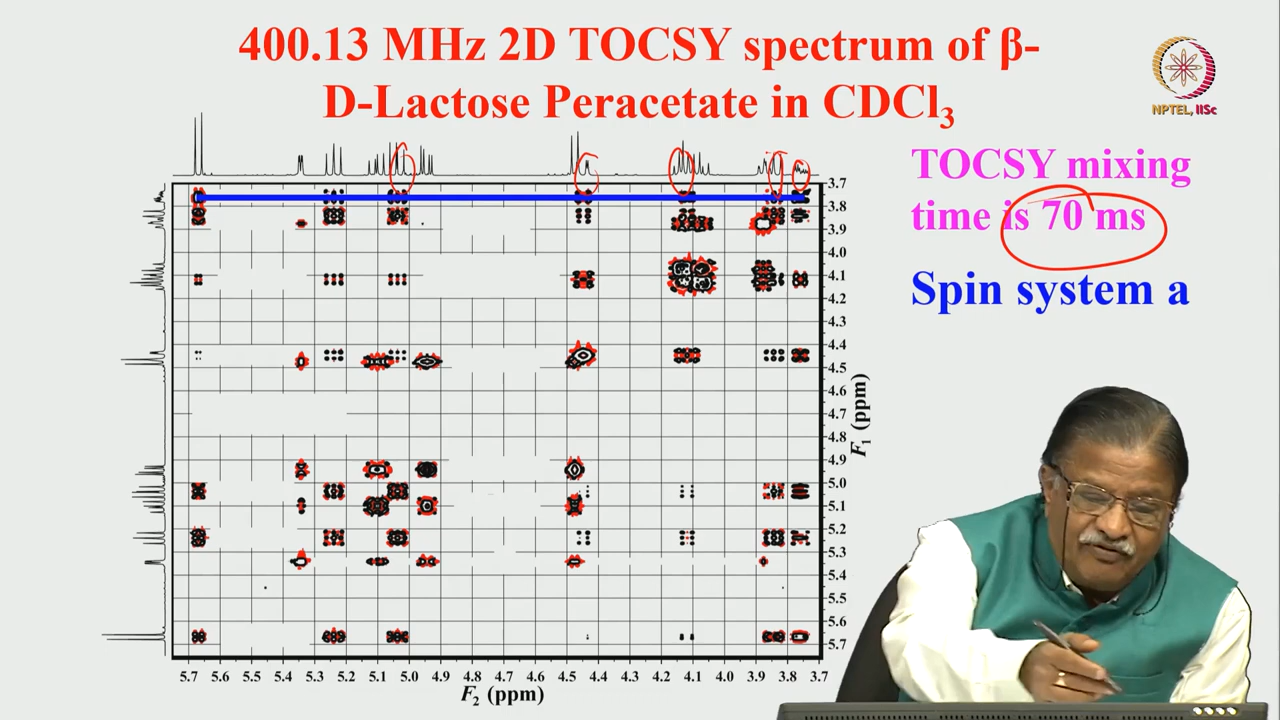 400.13 MHz 2D TOCSY spectrum of β-
D-Lactose Peracetate in CDCl₃
NPTEL, IISc
TOCSY mixing
time is 70 ms
Spin system a
3.7
3.8
3.9
4.0
4.1
4.2
4.3
4.4
4.5
4.6
4.7
4.8
4.9
5.0
5.1
5.2
5.3
5.4
5.5
5.6
5.7
F₁ (ppm)
5.7 5.6 5.5 5.3 5.2 5.1 5.0 4.9 4.8 4.7 4.6 4.5 4.4 4.3 4.2 4.1 4.0 3.9 3.8 3.7
F₂ (ppm)